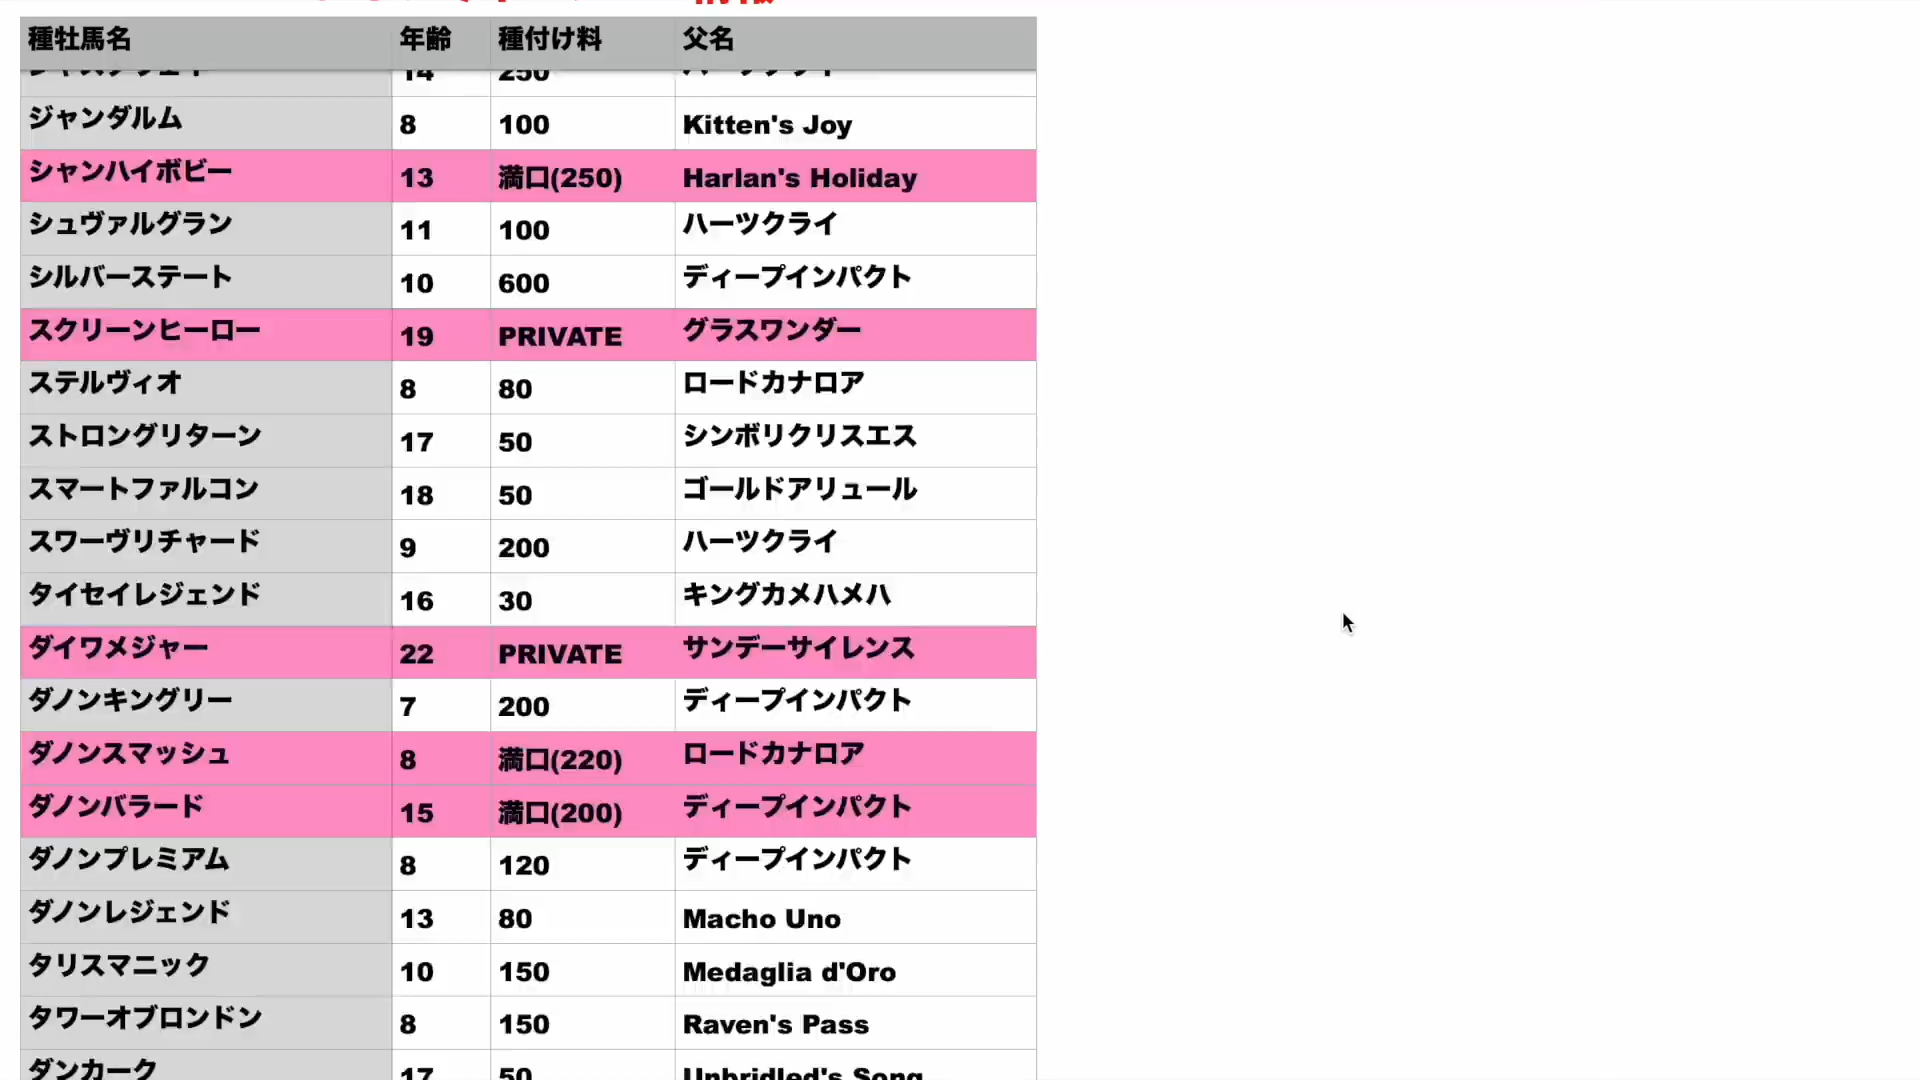 種牡馬名 年齢 種付け料 父名
14 250 ハーツクライ
ジャンダルム 8 100 Kitten's Joy
シャンハイボビー 13 満口(250) Harlan's Holiday
シュヴァルグラン 11 100 ハーツクライ
シルバーステート 10 600 ディープインパクト
スクリーンヒーロー 19 PRIVATE グラスワンダー
ステルヴィオ 8 80 ロードカナロア
ストロングリターン 17 50 シンボリクリスエス
スマートファルコン 18 50 ゴールドアリュール
スワーヴリチャード 9 200 ハーツクライ
タイセイレジェンド 16 30 キングカメハメハ
ダイワメジャー 22 PRIVATE サンデーサイレンス
ダノンキングリー 7 200 ディープインパクト
ダノンスマッシュ 8 満口(220) ロードカナロア
ダノンバラード 15 満口(200) ディープインパクト
ダノンプレミアム 8 120 ディープインパクト
ダノンレジェンド 13 80 Macho Uno
タリスマニック 10 150 Medaglia d'Oro
タワーオブロンドン 8 150 Raven's Pass
ダンカーク 17 50 Unbridled's Song